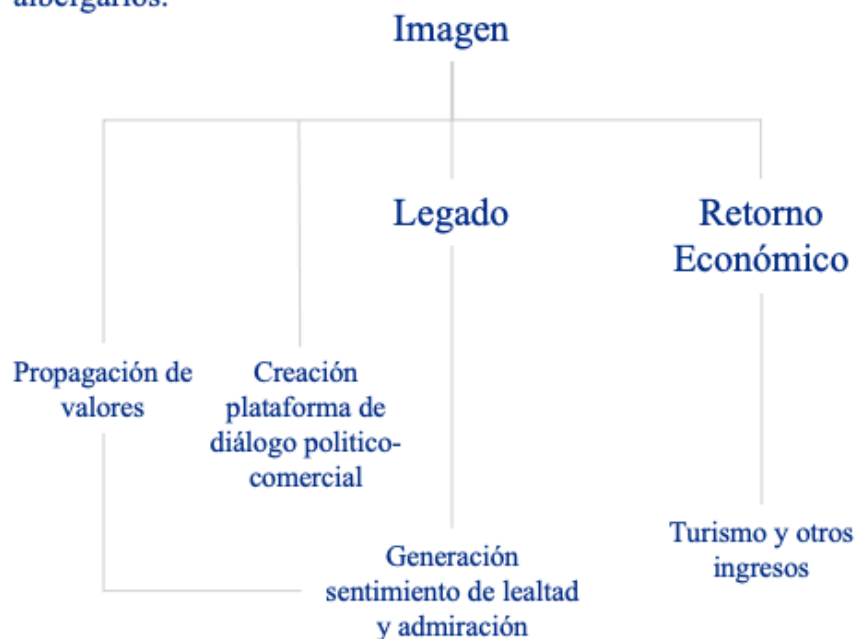 albergarlos.
Imagen
Legado
Retorno
Económico
Propagación de
valores
Creación
plataforma de
diálogo politico-
comercial
Generación
sentimiento de lealtad
y admiración
Turismo y otros
ingresos